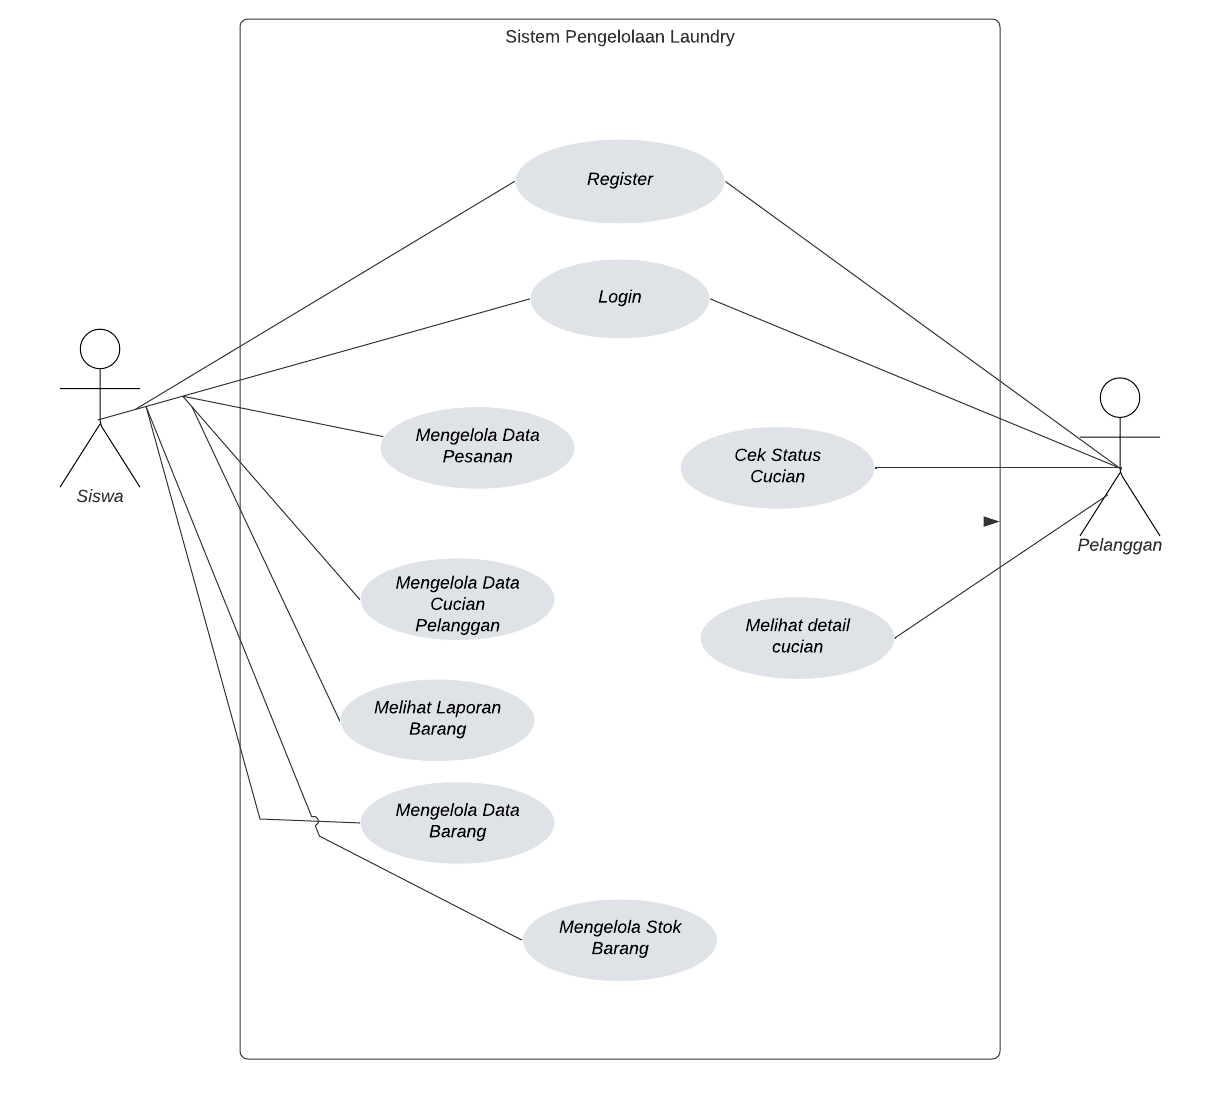 Sistem Pengelolaan Laundry
Register
Login
Mengelola Data
Pesanan
Cek Status
Cucian
Siswa
Pelanggan
Mengelola Data
Cucian
Pelanggan
Melihat detail
cucian
Melihat Laporan
Barang
Mengelola Data
Barang
Mengelola Stok
Barang